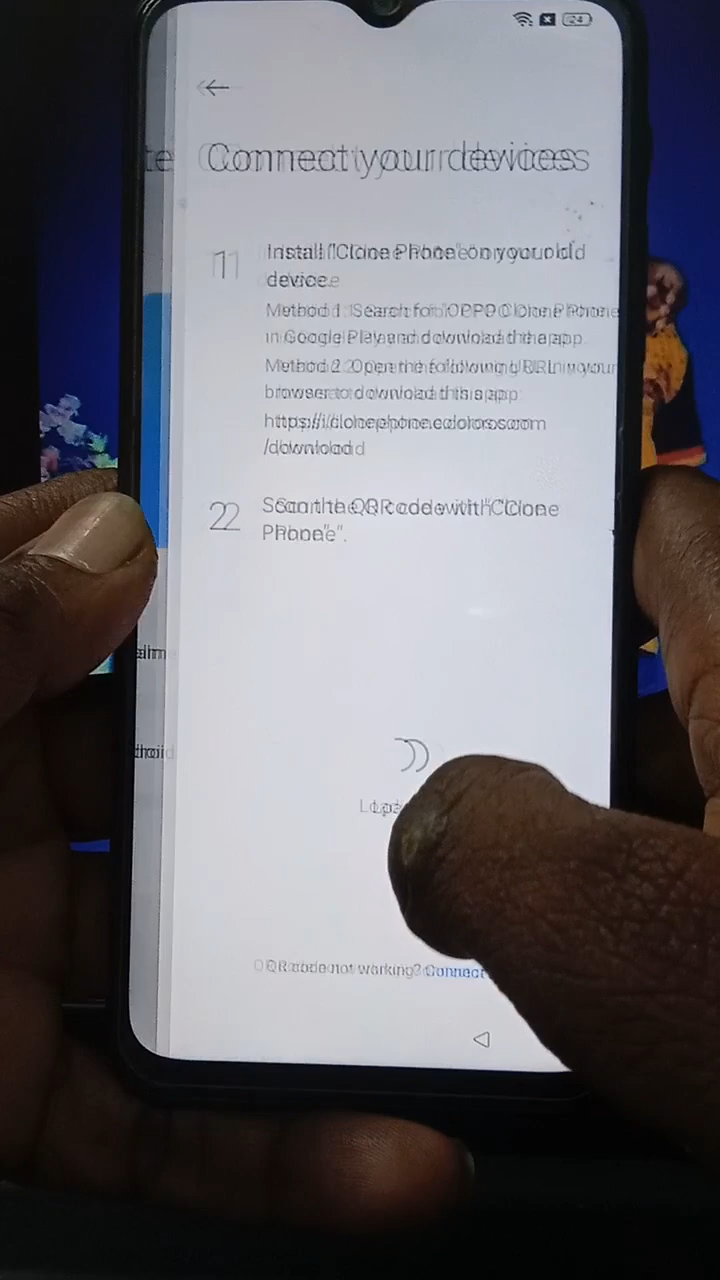 24
Connect your devices
1 Install "Clone Phone" on your old
device.
Method 1: Search for "OPPO Clone Phone"
in Google Play and download the app.
Method 2: Open the following URL in your
browser to download this app:
https://i.clonephone.coloros.com
/download
2 Scan the QR code with "Clone
Phone".
QR code not working? Connect